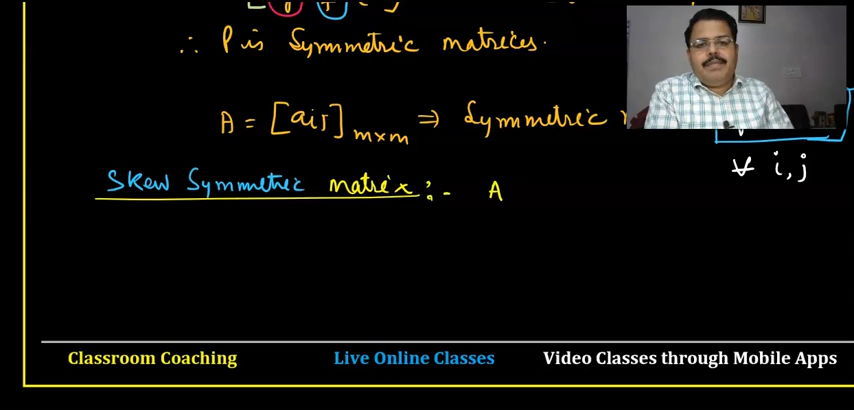 ∴ P is Symmetric matrices.
A = [aij] m×m ⇒ Symmetric
∀ i, j
Skew Symmetric matrix :- A
Classroom Coaching Live Online Classes Video Classes through Mobile Apps